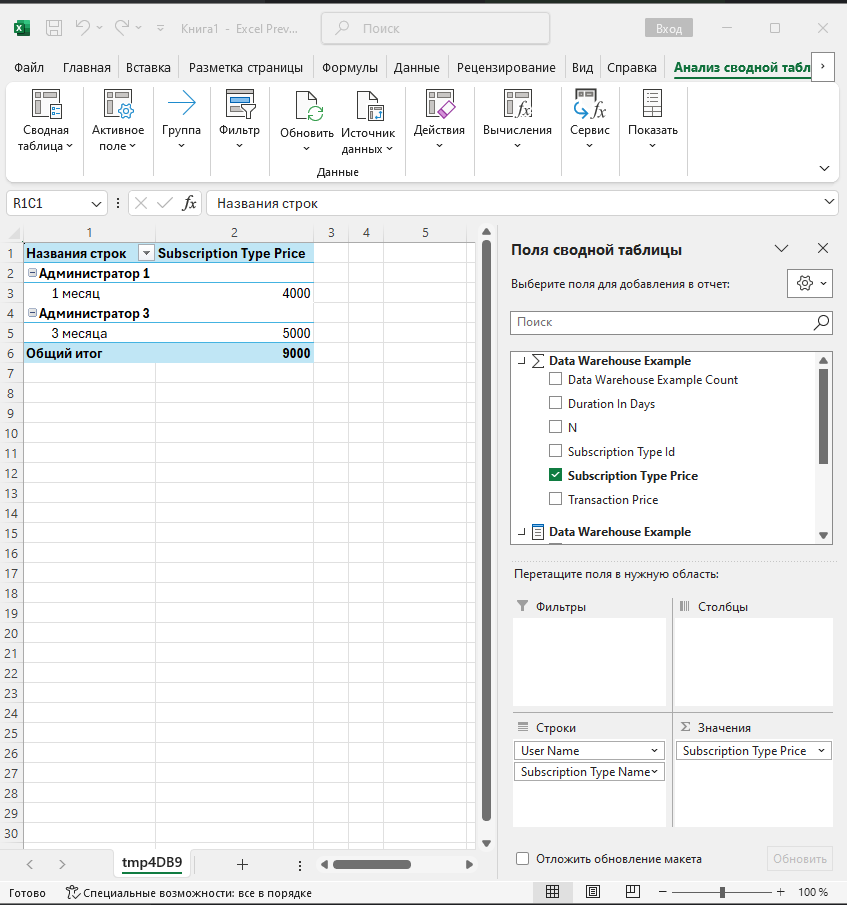 Книга1 - Excel Prev...
Поиск
Вход
Файл Главная Вставка Разметка страницы Формулы Данные Рецензирование Вид Справка Анализ сводной табл
Сводная таблица
Активное поле
Группа
Фильтр
Обновить
Источник данных
Данные
Действия
Вычисления
Сервис
Показать
R1C1
fx
Названия строк
1 2 3 4 5
1 Названия строк Subscription Type Price
2 Администратор 1
3 1 месяц 4000
4 Администратор 3
5 3 месяца 5000
6 Общий итог 9000
7
8
9
10
11
12
13
14
15
16
17
18
19
20
21
22
23
24
25
26
27
28
29
30
Поля сводной таблицы
Выберите поля для добавления в отчет:
Поиск
Σ Data Warehouse Example
Data Warehouse Example Count
Duration In Days
N
Subscription Type Id
Subscription Type Price
Transaction Price
Data Warehouse Example
Перетащите поля в нужную область:
Фильтры
Столбцы
Строки
User Name
Subscription Type Name
Σ Значения
Subscription Type Price
Отложить обновление макета
Обновить
tmp4DB9
Готово
Специальные возможности: все в порядке
100 %